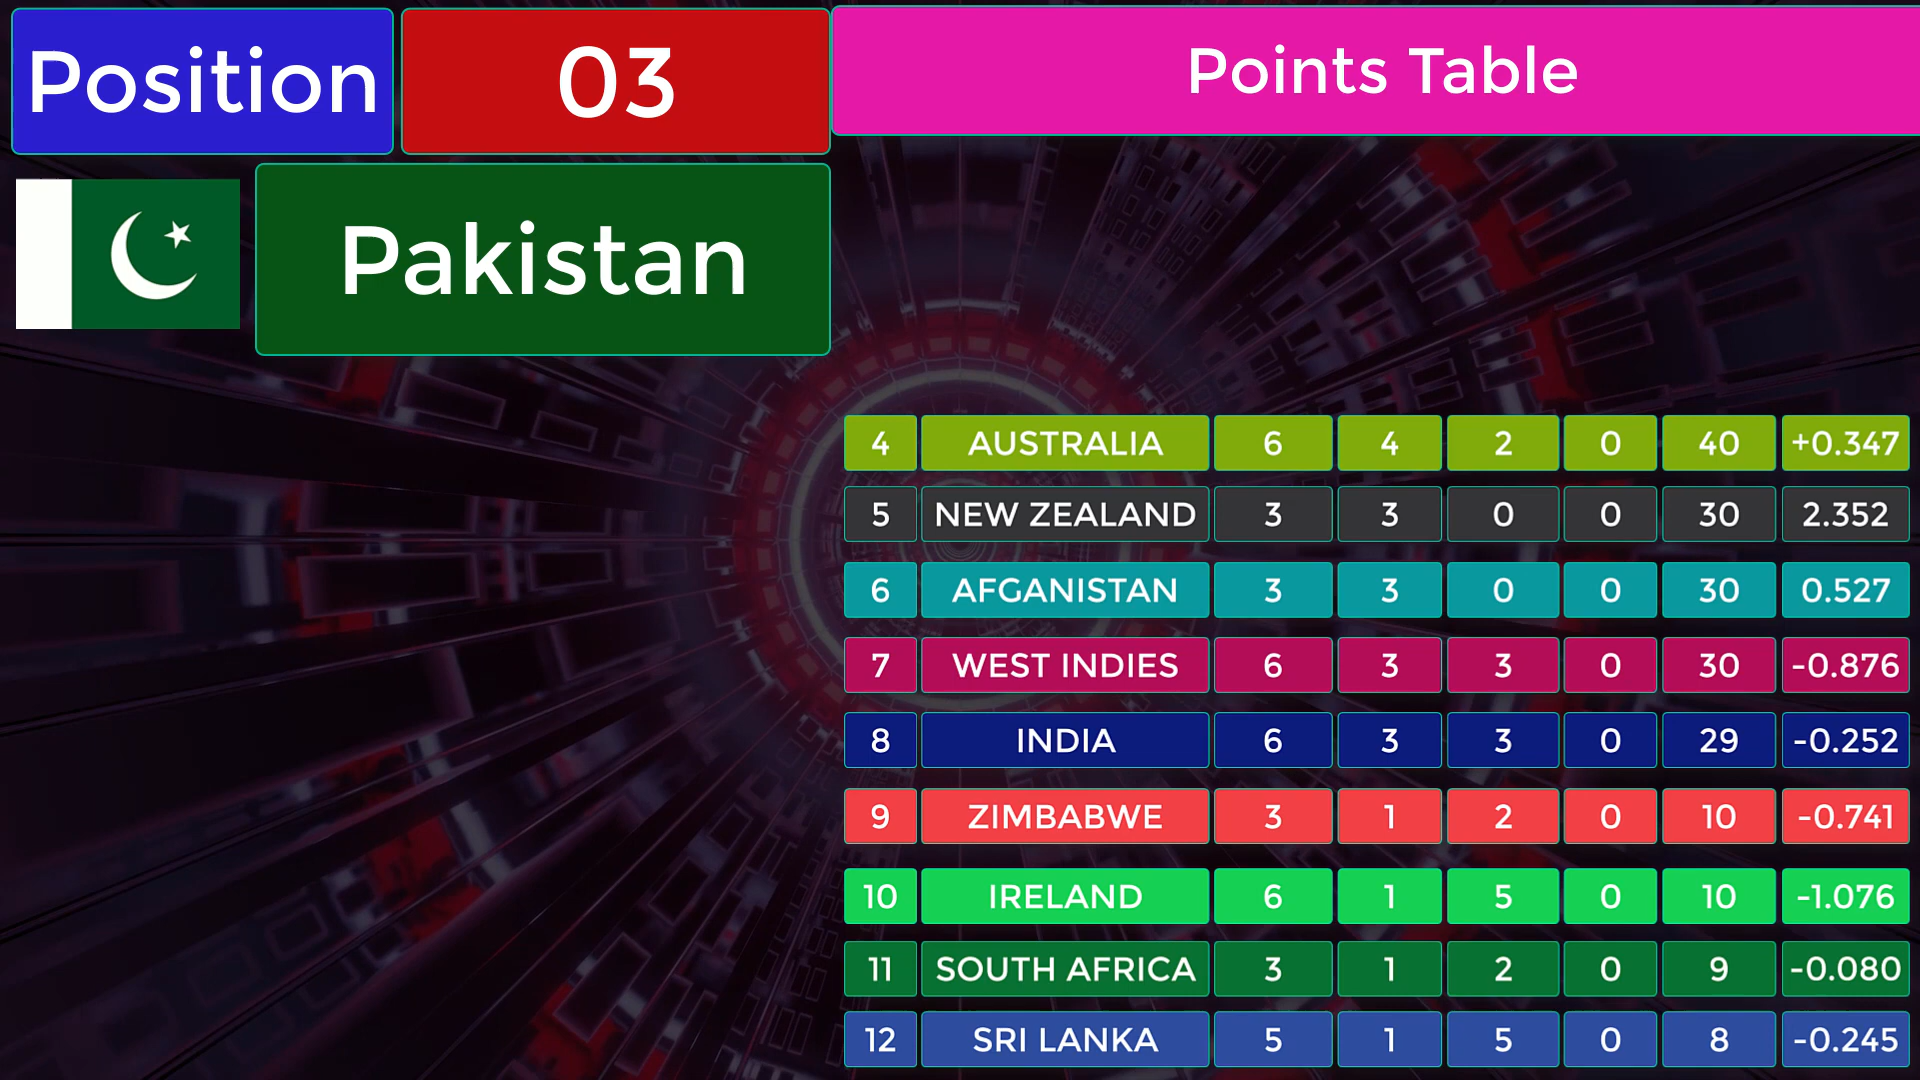 Position 03
Points Table
Pakistan
4 AUSTRALIA 6 4 2 0 40 +0.347
5 NEW ZEALAND 3 3 0 0 30 2.352
6 AFGANISTAN 3 3 0 0 30 0.527
7 WEST INDIES 6 3 3 0 30 -0.876
8 INDIA 6 3 3 0 29 -0.252
9 ZIMBABWE 3 1 2 0 10 -0.741
10 IRELAND 6 1 5 0 10 -1.076
11 SOUTH AFRICA 3 1 2 0 9 -0.080
12 SRI LANKA 5 1 5 0 8 -0.245